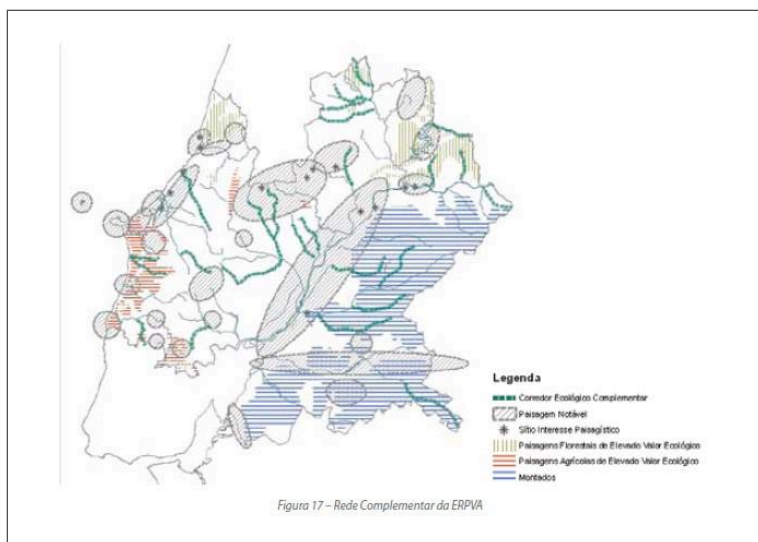 Legenda
Corredor Ecológico Complementar
Paisagem Notável
Sítio Interesse Paisagístico
Paisagens Florestais de Elevado Valor Ecológico
Paisagens Agrícolas de Elevado Valor Ecológico
Montados
Figura 17 – Rede Complementar da ERPVA